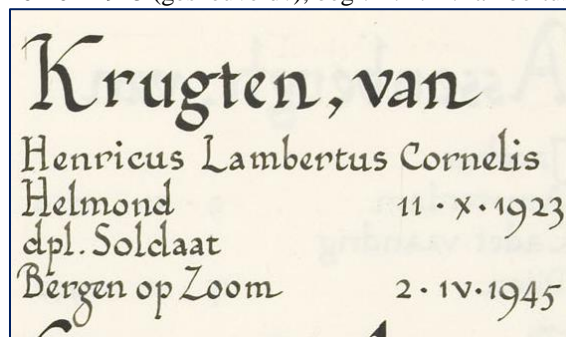 Krugten, van
Henricus Lambertus Cornelis
Helmond 11 · X · 1923
dpl. Soldaat
Bergen op Zoom 2 · IV · 1945